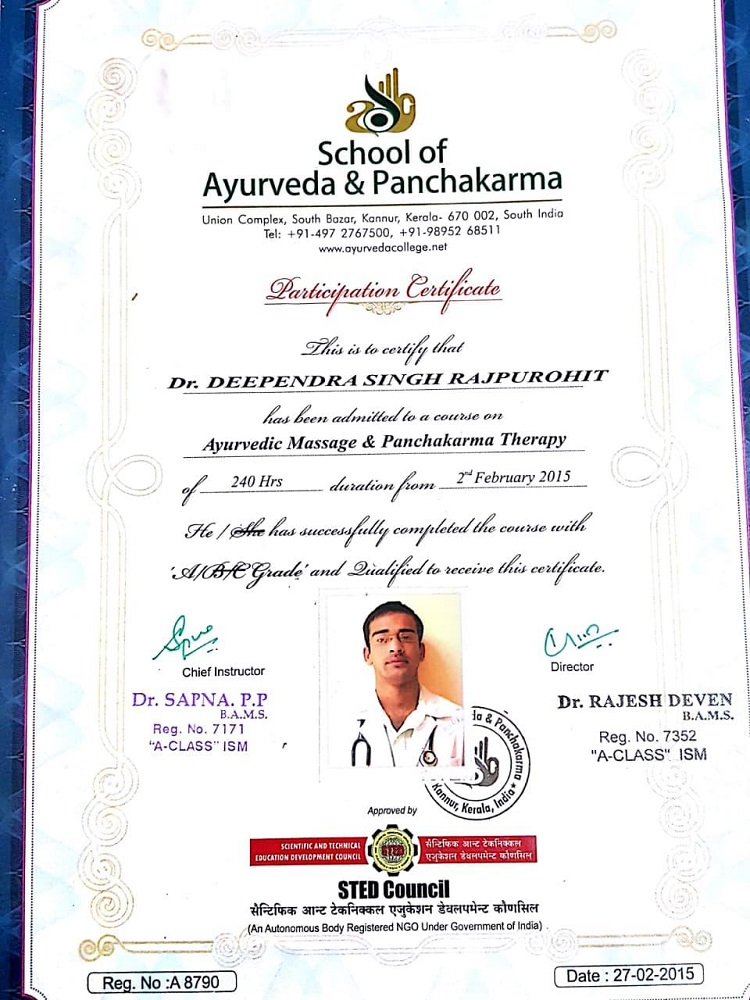 School of
Ayurveda & Panchakarma
Union Complex, South Bazar, Kannur, Kerala- 670 002, South India
Tel: +91-497 2767500, +91-98952 68511
www.ayurvedacollege.net
Participation Certificate
This is to certify that
Dr. DEEPENDRA SINGH RAJPUROHIT
has been admitted to a course on
Ayurvedic Massage & Panchakarma Therapy
of 240 Hrs duration from 2nd February 2015
He / She has successfully completed the course with
'A/B/C Grade' and Qualified to receive this certificate.
Chief Instructor
Dr. SAPNA. P.P
B.A.M.S.
Reg. No. 7171
"A-CLASS" ISM
Director
Dr. RAJESH DEVEN
B.A.M.S.
Reg. No. 7352
"A-CLASS" ISM
da & Panchakarma
Kannur, Kerala, India
Approved by
SCIENTIFIC AND TECHNICAL
EDUCATION DEVELOPMENT COUNCIL
सैन्टिफिक आन्ट टेकनिक्कल
एजुकेशन डेवलपमेन्ट कौणसिल
STED Council
सैन्टिफिक आन्ट टेकनिक्कल एजुकेशन डेवलपमेन्ट कौणसिल
(An Autonomous Body Registered NGO Under Government of India)
Reg. No :A 8790
Date : 27-02-2015